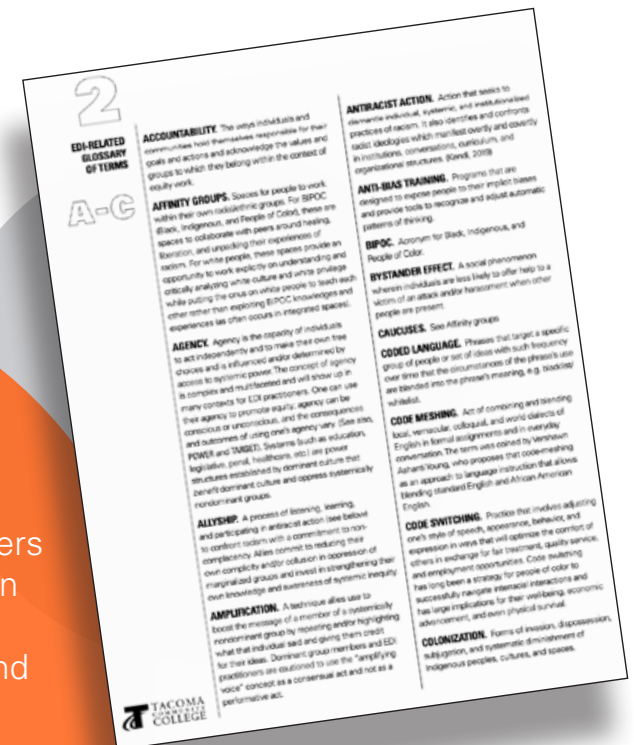 2
EDI-RELATED
GLOSSARY
OF TERMS
A-C
ACCOUNTABILITY. The ways individuals and
communities hold themselves responsible for their
goals and actions and acknowledge the values and
groups to which they belong within the context of
equity work.
AFFINITY GROUPS. Spaces for people to work
within their own racial/ethnic groups. For BIPOC
(Black, Indigenous, and People of Color), these are
spaces to collaborate with peers around healing,
liberation, and unpacking their experiences of
racism. For white people, these spaces provide an
opportunity to work explicitly on understanding and
critically analyzing white culture and white privilege
while putting the onus on white people to teach each
other rather than exploiting BIPOC knowledges and
experiences (as often occurs in integrated spaces).
AGENCY. Agency is the capacity of individuals
to act independently and to make their own free
choices and is influenced and/or determined by
access to systemic power. The concept of agency
is complex and multifaceted and will show up in
many contexts for EDI practitioners. One can use
their agency to promote equity; agency can be
conscious or unconscious, and the consequences
and outcomes of using one's agency vary. (See also,
POWER and TARGET). Systems (such as education,
legislative, penal, healthcare, etc.) are power
structures established by dominant culture that
benefit dominant culture and oppress systemically
nondominant groups.
ALLYSHIP. A process of listening, learning,
and participating in antiracist action (see below)
to confront racism with a commitment to non-
complacency. Allies commit to reducing their
own complicity and/or collusion in oppression of
marginalized groups and invest in strengthening their
own knowledge and awareness of systemic inequity.
AMPLIFICATION. A technique allies use to
boost the message of a member of a systemically
nondominant group by repeating and/or highlighting
what that individual said and giving them credit
for their ideas. Dominant group members and EDI
practitioners are cautioned to use the "amplifying
voice" concept as a consensual act and not as a
performative act.
ANTIRACIST ACTION. Action that seeks to
dismantle individual, systemic, and institutionalized
practices of racism. It also identifies and confronts
racist ideologies which manifest overtly and covertly
in institutions, conversations, curriculum, and
organizational structures. (Kendi, 2019)
ANTI-BIAS TRAINING. Programs that are
designed to expose people to their implicit biases
and provide tools to recognize and adjust automatic
patterns of thinking.
BIPOC. Acronym for Black, Indigenous, and
People of Color.
BYSTANDER EFFECT. A social phenomenon
wherein individuals are less likely to offer help to a
victim of an attack and/or harassment when other
people are present.
CAUCUSES. See Affinity groups
CODED LANGUAGE. Phrases that target a specific
group of people or set of ideas with such frequency
over time that the circumstances of the phrase's use
are blended into the phrase's meaning, e.g. blacklist/
whitelist.
CODE MESHING. Act of combining and blending
local, vernacular, colloquial, and world dialects of
English in formal assignments and in everyday
conversation. The term was coined by Vershawn
Ashanti Young, who proposes that code-meshing
as an approach to language instruction that allows
blending standard English and African American
English.
CODE SWITCHING. Practice that involves adjusting
one's style of speech, appearance, behavior, and
expression in ways that will optimize the comfort of
others in exchange for fair treatment, quality service,
and employment opportunities. Code switching
has long been a strategy for people of color to
successfully navigate interracial interactions and
has large implications for their well-being, economic
advancement, and even physical survival.
COLONIZATION. Forms of invasion, dispossession,
subjugation, and systematic diminishment of
Indigenous peoples, cultures, and spaces.
TACOMA
COMMUNITY
COLLEGE
ers
n
nd